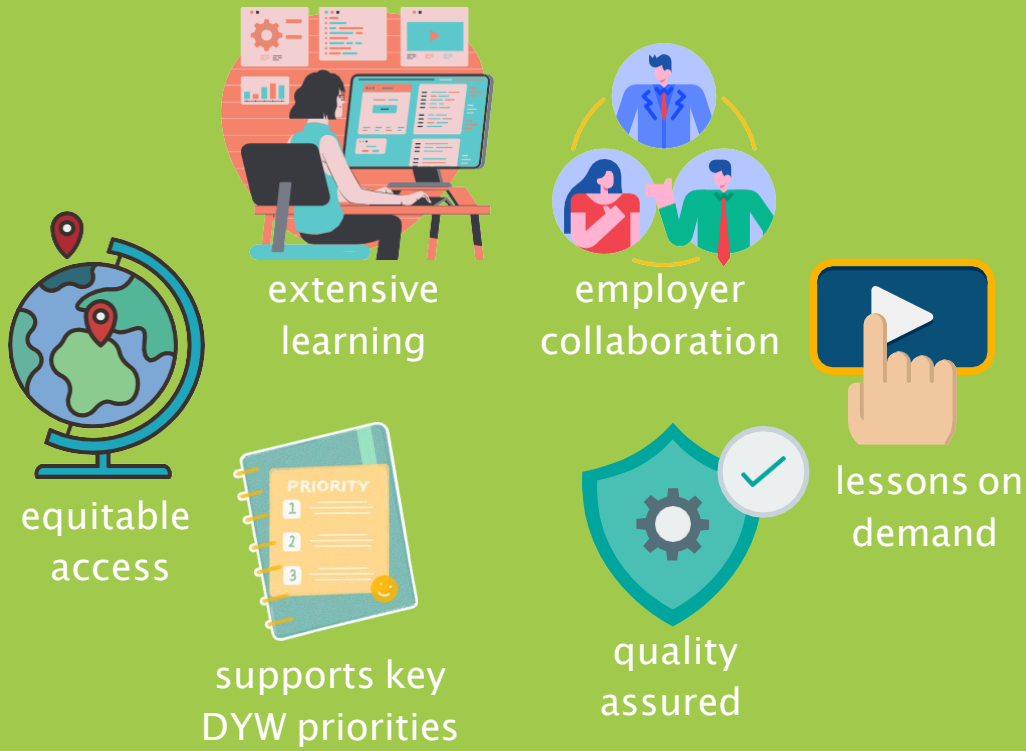 extensive
learning
employer
collaboration
equitable
access
lessons on
demand
PRIORITY
1
2
3
supports key
DYW priorities
quality
assured